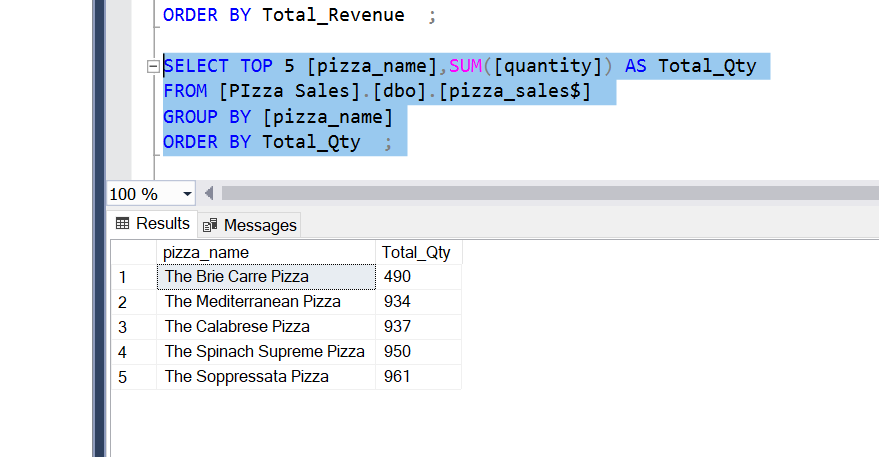 ORDER BY Total_Revenue  ;
SELECT TOP 5 [pizza_name],SUM([quantity]) AS Total_Qty
FROM [PIzza Sales].[dbo].[pizza_sales$]
GROUP BY [pizza_name]
ORDER BY Total_Qty  ;
100 %
Results Messages
pizza_name Total_Qty
1 The Brie Carre Pizza 490
2 The Mediterranean Pizza 934
3 The Calabrese Pizza 937
4 The Spinach Supreme Pizza 950
5 The Soppressata Pizza 961